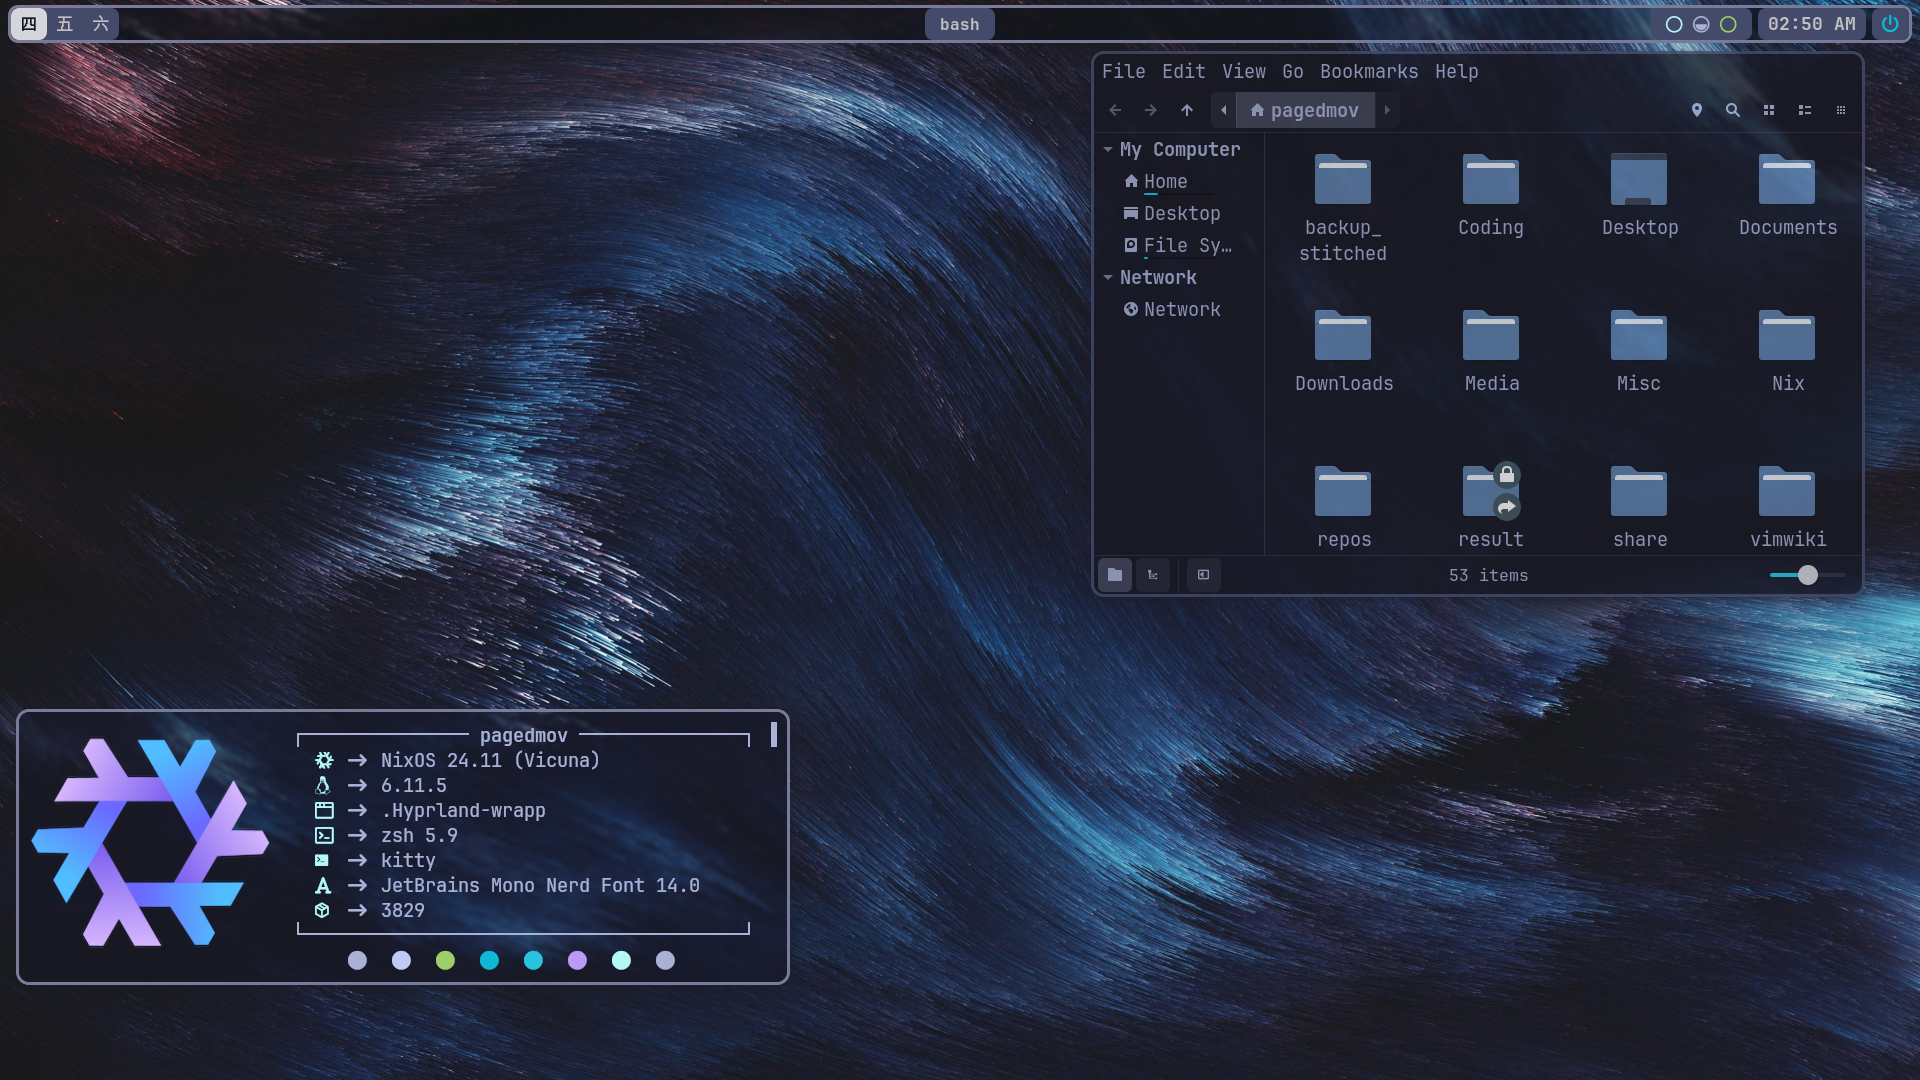 四 五 六
bash
02:50 AM
File Edit View Go Bookmarks Help
pagedmov
My Computer
Home
Desktop
File Sy…
Network
Network
backup_
stitched
Coding
Desktop
Documents
Downloads
Media
Misc
Nix
repos
result
share
vimwiki
53 items
pagedmov
NixOS 24.11 (Vicuna)
6.11.5
.Hyprland-wrapp
zsh 5.9
kitty
JetBrains Mono Nerd Font 14.0
3829